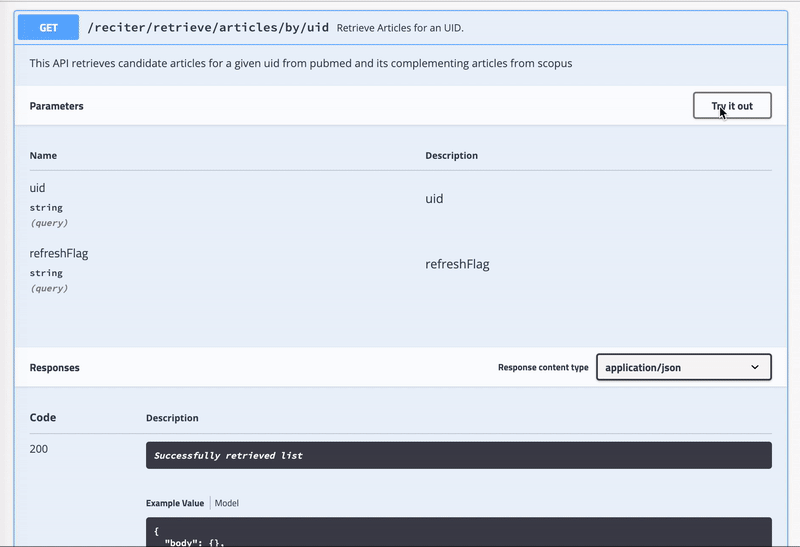 GET /reciter/retrieve/articles/by/uid Retrieve Articles for an UID.
This API retrieves candidate articles for a given uid from pubmed and its complementing articles from scopus
Parameters Try it out
Name Description
uid uid
string
(query)
refreshFlag refreshFlag
string
(query)
Responses Response content type application/json
Code Description
200 Successfully retrieved list
Example Value Model
{
"body": {},